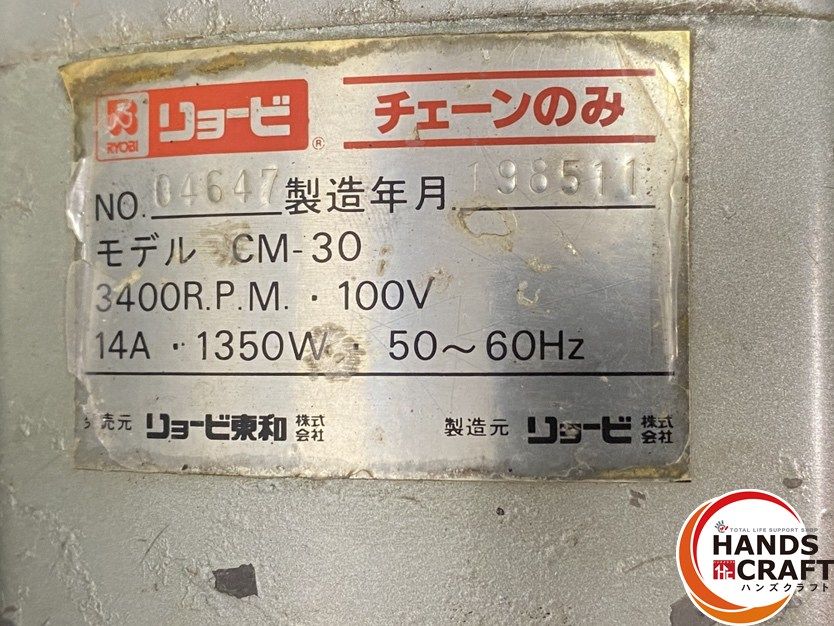 RYOBI リョービ ® チェーンのみ
NO. 04647 製造年月 198511
モデル CM-30
3400R.P.M.・100V
14A・1350W・50～60Hz
売元 リョービ東和株式会社 製造元 リョービ株式会社
TOTAL LIFE SUPPORT SHOP
HANDS
CRAFT
ハンズクラフト